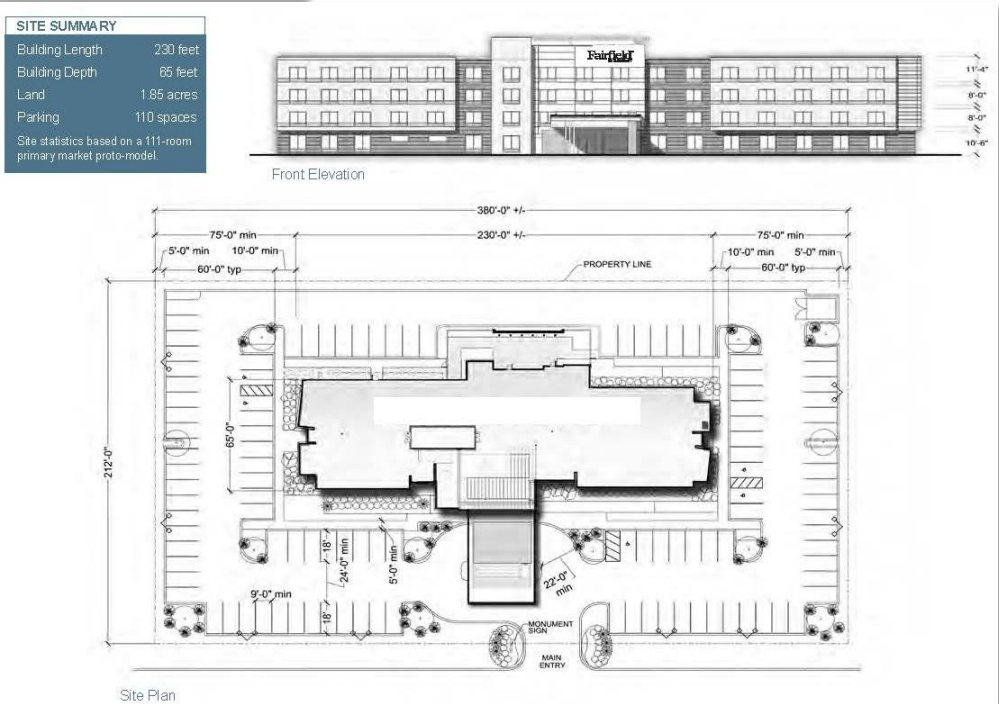 SITE SUMMARY
Building Length 230 feet
Building Depth 65 feet
Land 1.85 acres
Parking 110 spaces
Site statistics based on a 111-room
primary market proto-model.
Fairfield
11'-4"
8'-0"
8'-0"
10'-6"
Front Elevation
380'-0" +/-
75'-0" min 230'-0" +/- 75'-0" min
5'-0" min 10'-0" min 10'-0" min 5'-0" min
60'-0" typ 60'-0" typ
PROPERTY LINE
65'-0"
212'-0"
18'
24'-0" min
5'-0" min
22'-0"
min
9'-0" min
18'
MONUMENT
SIGN
MAIN
ENTRY
Site Plan